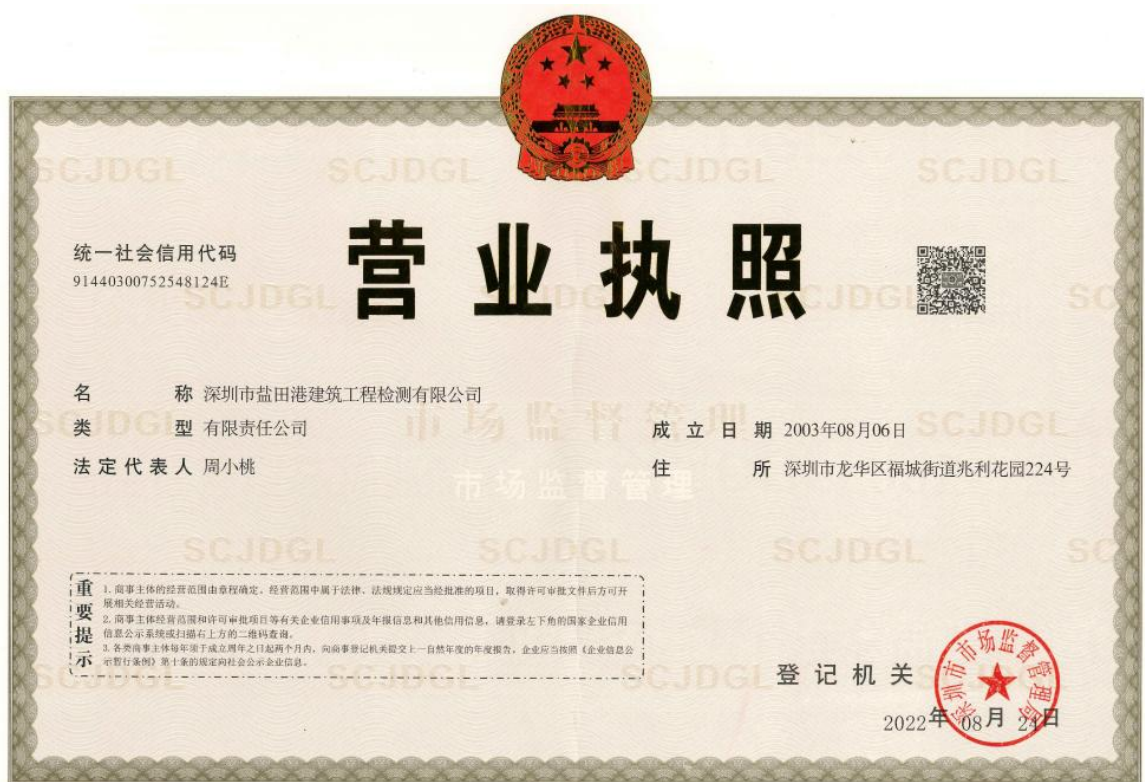 SCJDGL SCJDGL SCJDGL SCJDGL
营业执照
统一社会信用代码
91440300752548124E
SCJDGL
名 称 深圳市盐田港建筑工程检测有限公司
类 型 有限责任公司
法定代表人 周小桃
成立日期 2003年08月06日
住 所 深圳市龙华区福城街道兆利花园224号
市场监督管理
市场监督管理
SCJDGL SCJDGL SCJDGL SC
重要提示
1. 商事主体的经营范围由章程确定。经营范围中属于法律、法规规定应当经批准的项目,取得许可审批文件后方可开
展相关经营活动。
2. 商事主体经营范围和许可审批项目等有关企业信用事项及年报信息和其他信用信息,请登录左下角的国家企业信用
信息公示系统或扫描右上方的二维码查询。
3. 各类商事主体每年须于成立周年之日起两个月内,向商事登记机关提交上一自然年度的年度报告。企业应当按照《企业信息公
示暂行条例》第十条的规定向社会公示企业信息。
登记机关
深圳市市场监督管理局
2022年08月24日